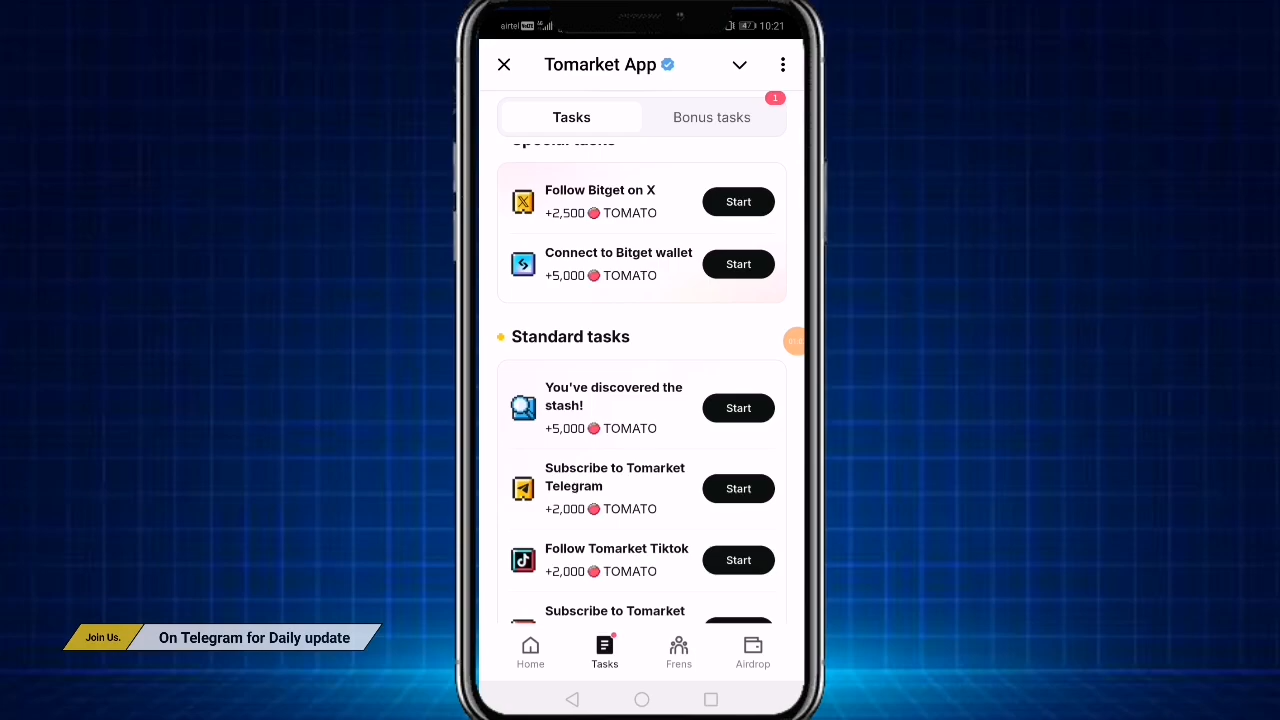 airtel
47 10:21
Tomarket App
1
Tasks
Bonus tasks
Special tasks
Follow Bitget on X
+2,500 TOMATO
Start
Connect to Bitget wallet
+5,000 TOMATO
Start
Standard tasks
You've discovered the
stash!
+5,000 TOMATO
Start
Subscribe to Tomarket
Telegram
+2,000 TOMATO
Start
Follow Tomarket Tiktok
+2,000 TOMATO
Start
Subscribe to Tomarket
Home
Tasks
Frens
Airdrop
Join Us.
On Telegram for Daily update